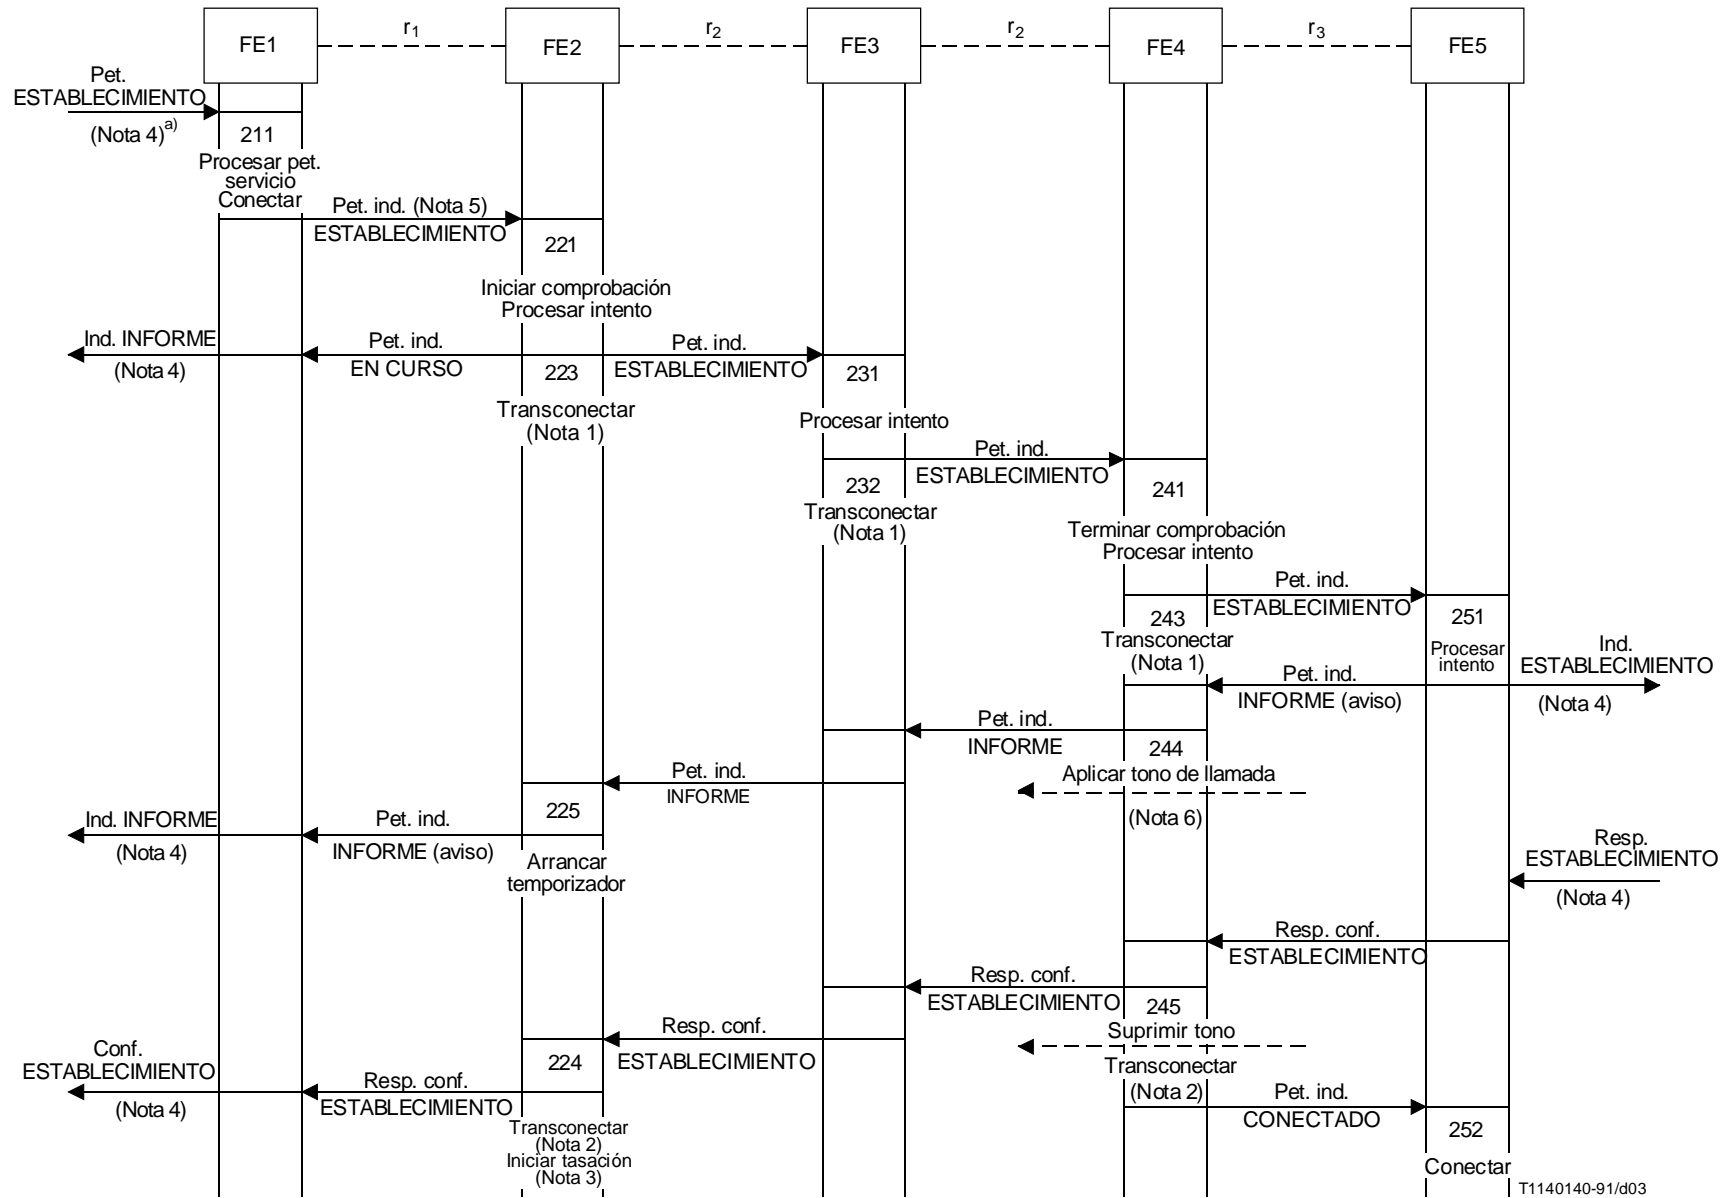 FE1
r1
FE2
r2
FE3
r2
FE4
r3
FE5
Pet.
ESTABLECIMIENTO
(Nota 4)a)
211
Procesar pet.
servicio
Conectar
Pet. ind. (Nota 5)
ESTABLECIMIENTO
221
Iniciar comprobación
Procesar intento
Ind. INFORME
(Nota 4)
Pet. ind.
EN CURSO
223
Pet. ind.
ESTABLECIMIENTO
231
Transconectar
(Nota 1)
Procesar intento
Pet. ind.
ESTABLECIMIENTO
232
Transconectar
(Nota 1)
241
Terminar comprobación
Procesar intento
Pet. ind.
ESTABLECIMIENTO
243
Transconectar
(Nota 1)
251
Procesar
intento
Ind.
ESTABLECIMIENTO
(Nota 4)
Pet. ind.
INFORME (aviso)
Pet. ind.
INFORME
244
Aplicar tono de llamada
(Nota 6)
Pet. ind.
INFORME
225
Ind. INFORME
(Nota 4)
Pet. ind.
INFORME (aviso)
Arrancar
temporizador
Resp.
ESTABLECIMIENTO
(Nota 4)
Resp. conf.
ESTABLECIMIENTO
Resp. conf.
ESTABLECIMIENTO
245
Suprimir tono
Transconectar
(Nota 2)
Resp. conf.
ESTABLECIMIENTO
224
Conf.
ESTABLECIMIENTO
(Nota 4)
Resp. conf.
ESTABLECIMIENTO
Transconectar
(Nota 2)
Iniciar tasación
(Nota 3)
Pet. ind.
CONECTADO
252
Conectar
T1140140-91/d03